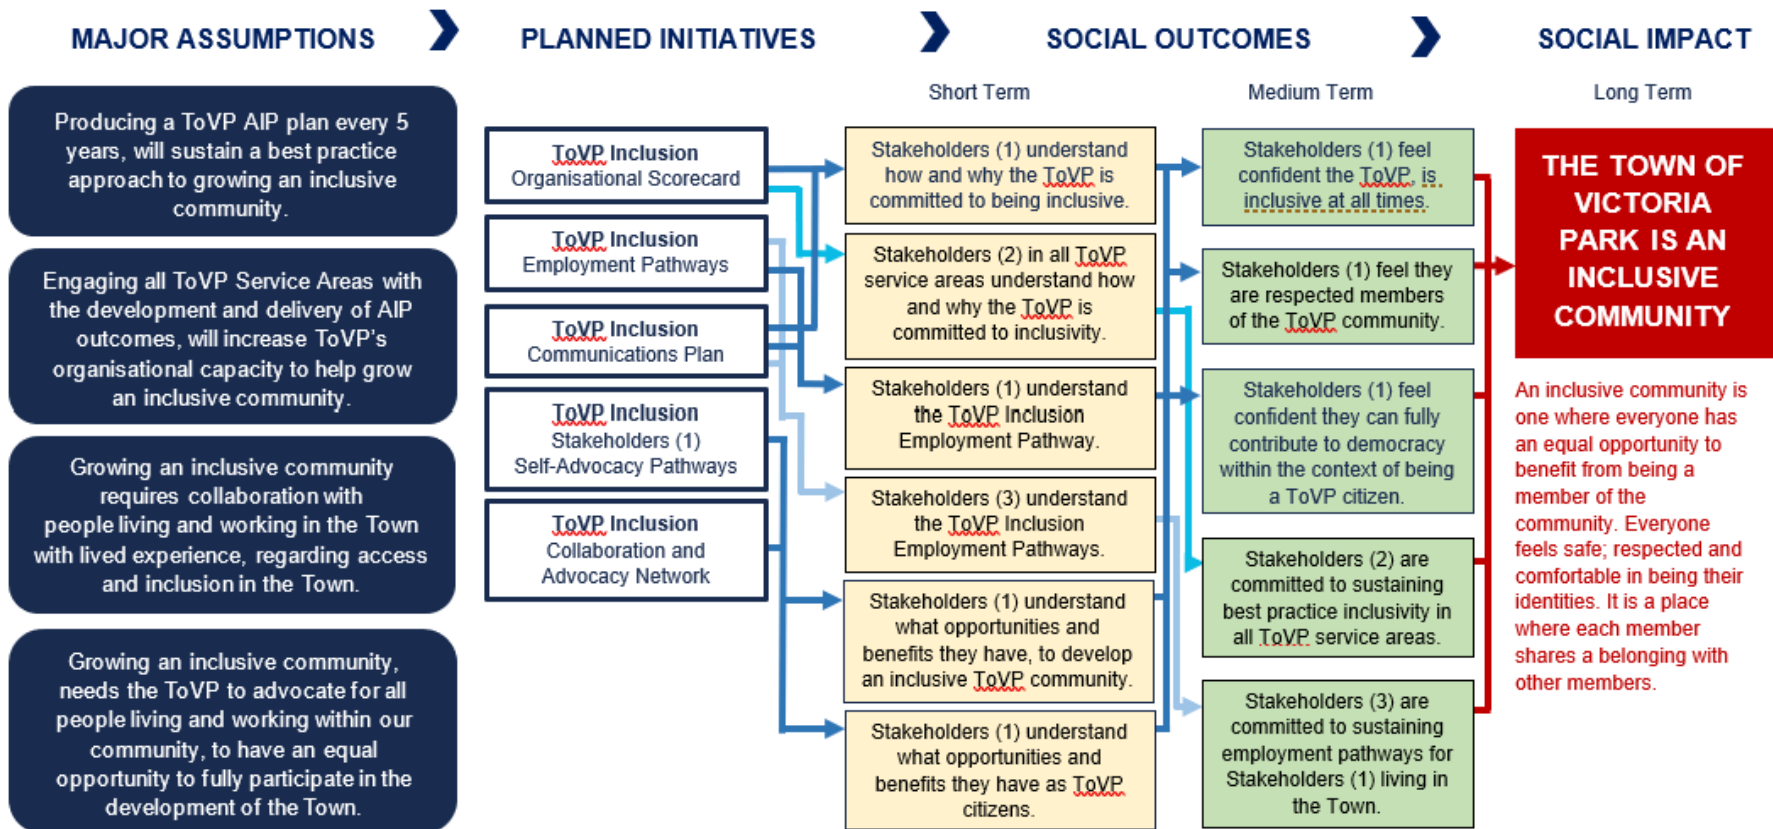 MAJOR ASSUMPTIONS
PLANNED INITIATIVES
SOCIAL OUTCOMES
SOCIAL IMPACT
Short Term
Medium Term
Long Term
Producing a ToVP AIP plan every 5
years, will sustain a best practice
approach to growing an inclusive
community.
Engaging all ToVP Service Areas with
the development and delivery of AIP
outcomes, will increase ToVP's
organisational capacity to help grow
an inclusive community.
Growing an inclusive community
requires collaboration with
people living and working in the Town
with lived experience, regarding access
and inclusion in the Town.
Growing an inclusive community,
needs the ToVP to advocate for all
people living and working within our
community, to have an equal
opportunity to fully participate in the
development of the Town.
ToVP Inclusion
Organisational Scorecard
ToVP Inclusion
Employment Pathways
ToVP Inclusion
Communications Plan
ToVP Inclusion
Stakeholders (1)
Self-Advocacy Pathways
ToVP Inclusion
Collaboration and
Advocacy Network
Stakeholders (1) understand
how and why the ToVP is
committed to being inclusive.
Stakeholders (2) in all ToVP
service areas understand how
and why the ToVP is
committed to inclusivity.
Stakeholders (1) understand
the ToVP Inclusion
Employment Pathway.
Stakeholders (3) understand
the ToVP Inclusion
Employment Pathways.
Stakeholders (1) understand
what opportunities and
benefits they have, to develop
an inclusive ToVP community.
Stakeholders (1) understand
what opportunities and
benefits they have as ToVP
citizens.
Stakeholders (1) feel
confident the ToVP, is
inclusive at all times.
Stakeholders (1) feel they
are respected members
of the ToVP community.
Stakeholders (1) feel
confident they can fully
contribute to democracy
within the context of being
a ToVP citizen.
Stakeholders (2) are
committed to sustaining
best practice inclusivity in
all ToVP service areas.
Stakeholders (3) are
committed to sustaining
employment pathways for
Stakeholders (1) living in
the Town.
THE TOWN OF
VICTORIA
PARK IS AN
INCLUSIVE
COMMUNITY
An inclusive community is
one where everyone has
an equal opportunity to
benefit from being a
member of the
community. Everyone
feels safe; respected and
comfortable in being their
identities. It is a place
where each member
shares a belonging with
other members.